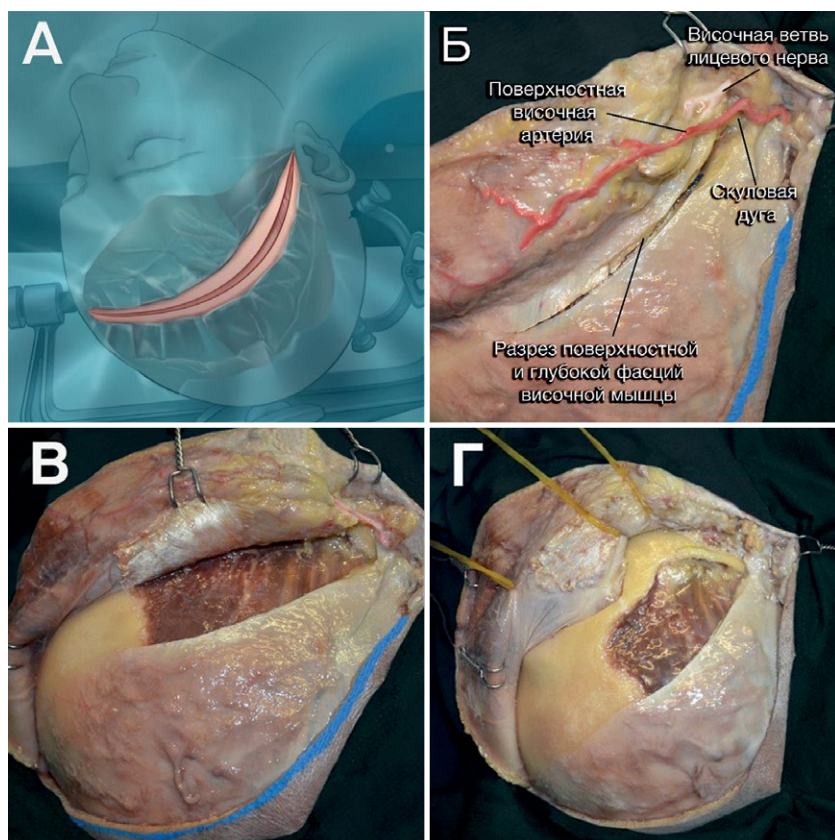 А
Б
Височная ветвь
лицевого нерва
Поверхностная
височная
артерия
Скуловая
дуга
Разрез поверхностной
и глубокой фасций
височной мышцы
В
Г